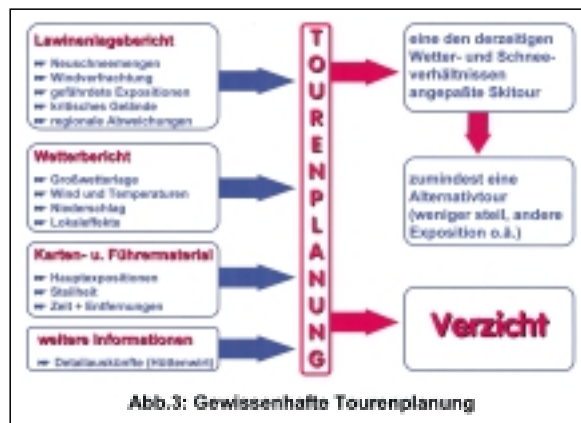 Lawinenlagebericht
Neuschneemengen
Windverfrachtung
gefährdete Expositionen
kritisches Gelände
regionale Abweichungen
Wetterbericht
Großwetterlage
Wind und Temperaturen
Niederschlag
Lokaleffekte
Karten- u. Führermaterial
Hauptexpositionen
Steilheit
Zeit + Entfernungen
weitere Informationen
Detailauskünfte (Hüttenwirt)
TOURENPLANUNG
eine den derzeitigen
Wetter- und Schnee-
verhältnissen
angepaßte Skitour
zumindest eine
Alternativtour
(weniger steil, andere
Exposition o.ä.)
Verzicht
Abb.3: Gewissenhafte Tourenplanung